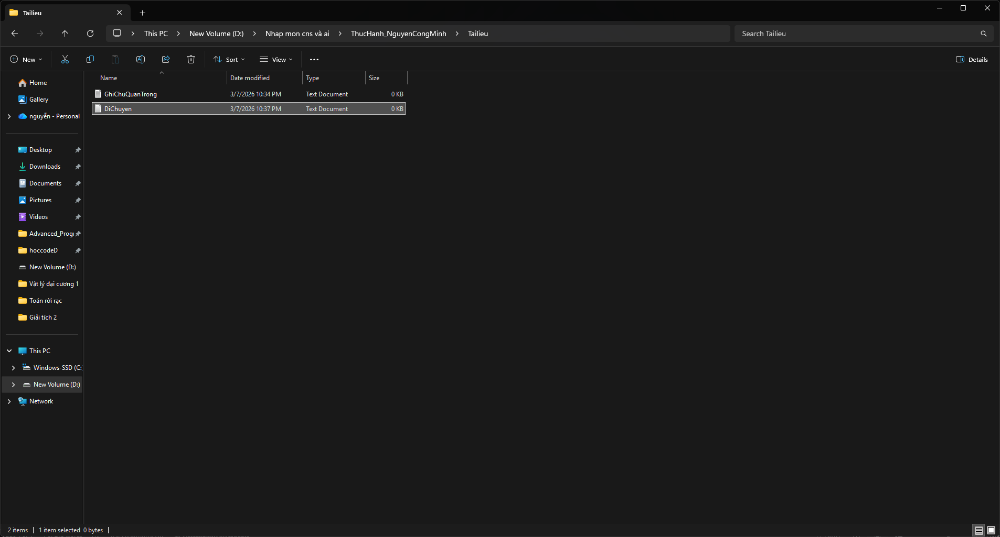 Tailieu
This PC > New Volume (D:) > Nhap mon cns và ai > ThucHanh_NguyenCongMinh > Tailieu
Search Tailieu
New
Sort
View
Details
Name Date modified Type Size
GhiChuQuanTrong 3/7/2026 10:34 PM Text Document 0 KB
DiChuyen 3/7/2026 10:37 PM Text Document 0 KB
Home
Gallery
nguyễn - Personal
Desktop
Downloads
Documents
Pictures
Videos
Advanced_Progr
hoccodeD
New Volume (D:)
Vật lý đại cương 1
Toán rời rạc
Giải tích 2
This PC
Windows-SSD (C:)
New Volume (D:)
Network
2 items 1 item selected 0 bytes